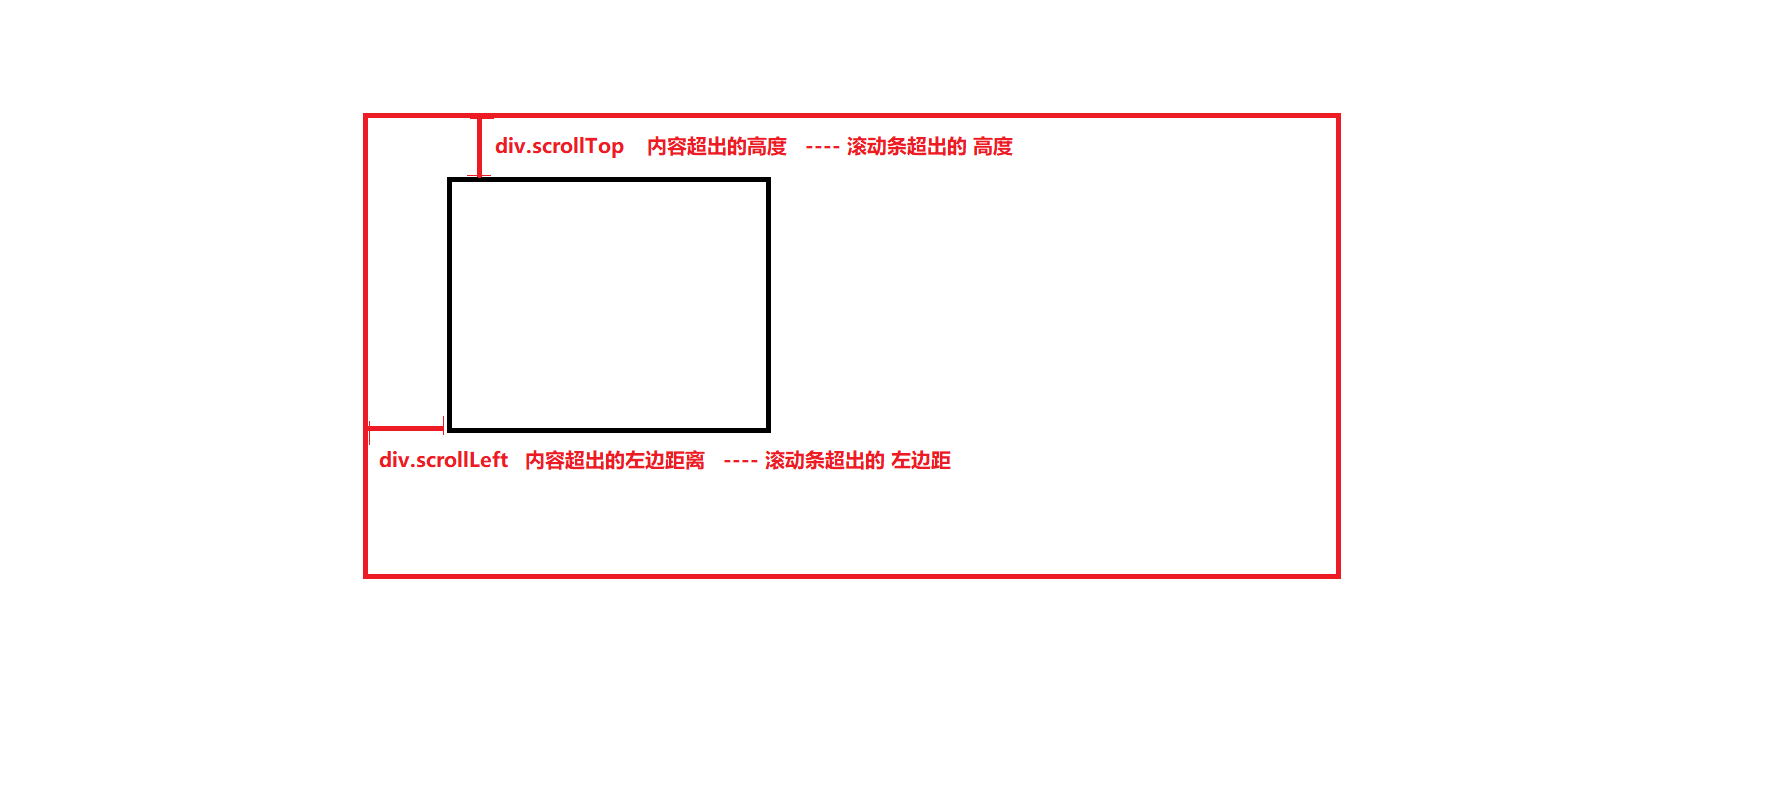 div.scrollTop 内容超出的高度 ---- 滚动条超出的 高度
div.scrollLeft 内容超出的左边距离 ---- 滚动条超出的 左边距